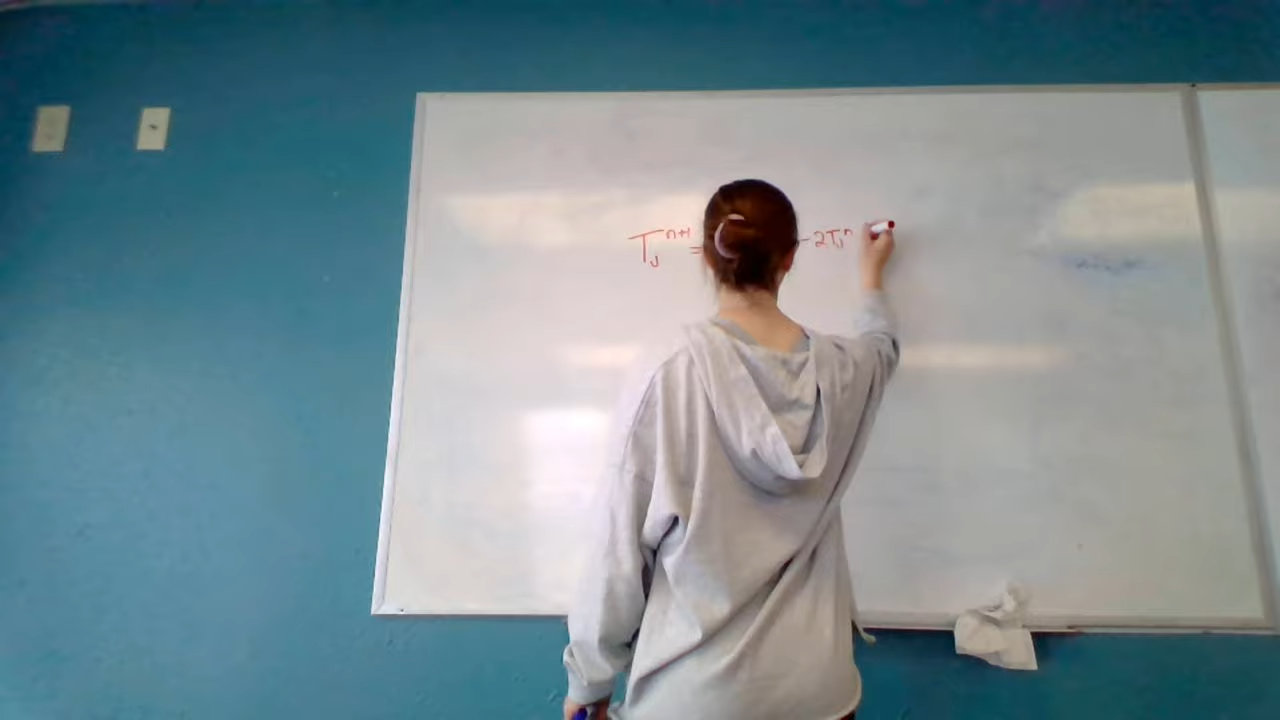 T_j^{n+1} = - 2T_j^n